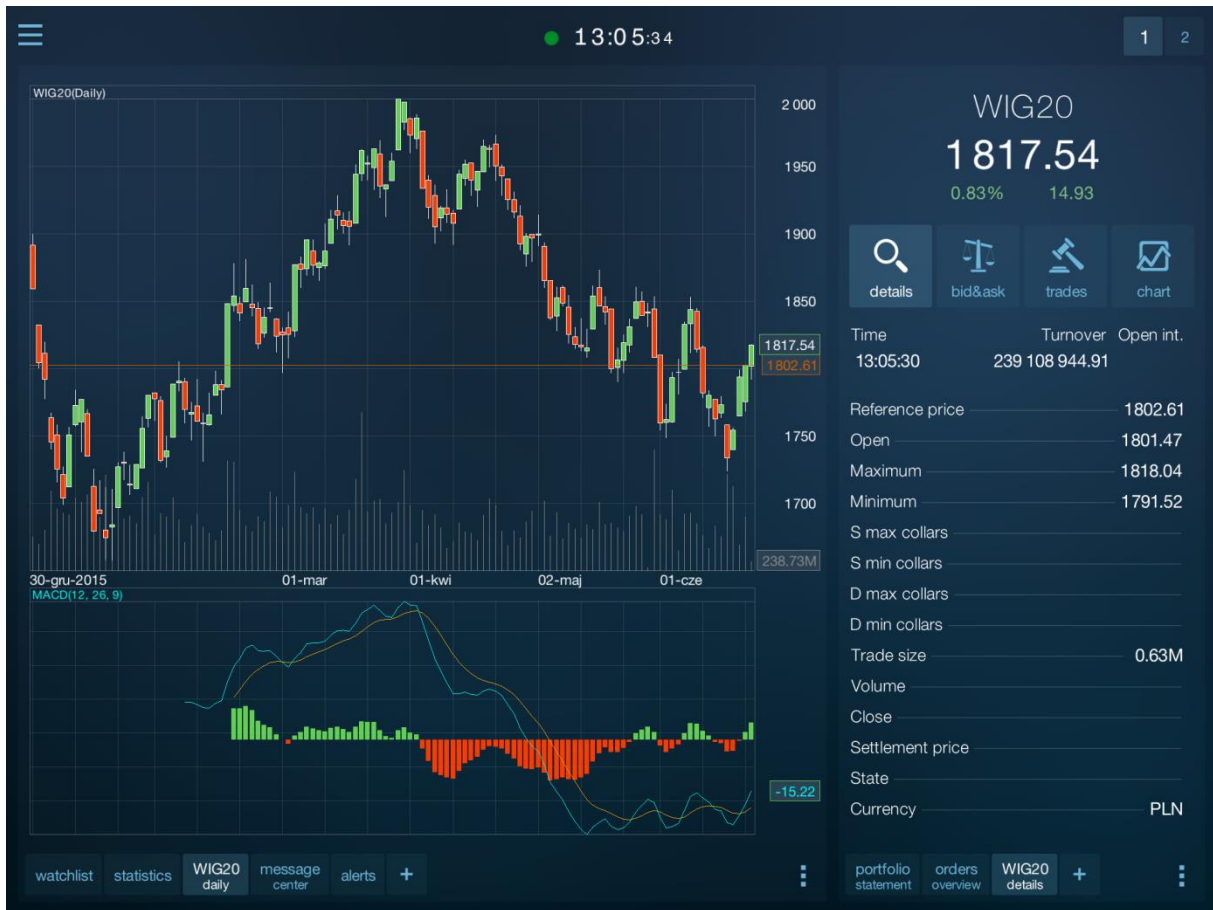 13:05:34
1
2
WIG20(Daily)
2 000
1950
1900
1850
1817.54
1802.61
1750
1700
238.73M
30-gru-2015
01-mar
01-kwi
02-maj
01-cze
MACD(12, 26, 9)
-15.22
watchlist
statistics
WIG20
daily
message
center
alerts
+
WIG20
1817.54
0.83% 14.93
details
bid&ask
trades
chart
Time Turnover Open int.
13:05:30 239 108 944.91
Reference price 1802.61
Open 1801.47
Maximum 1818.04
Minimum 1791.52
S max collars
S min collars
D max collars
D min collars
Trade size 0.63M
Volume
Close
Settlement price
State
Currency PLN
portfolio
statement
orders
overview
WIG20
details
+